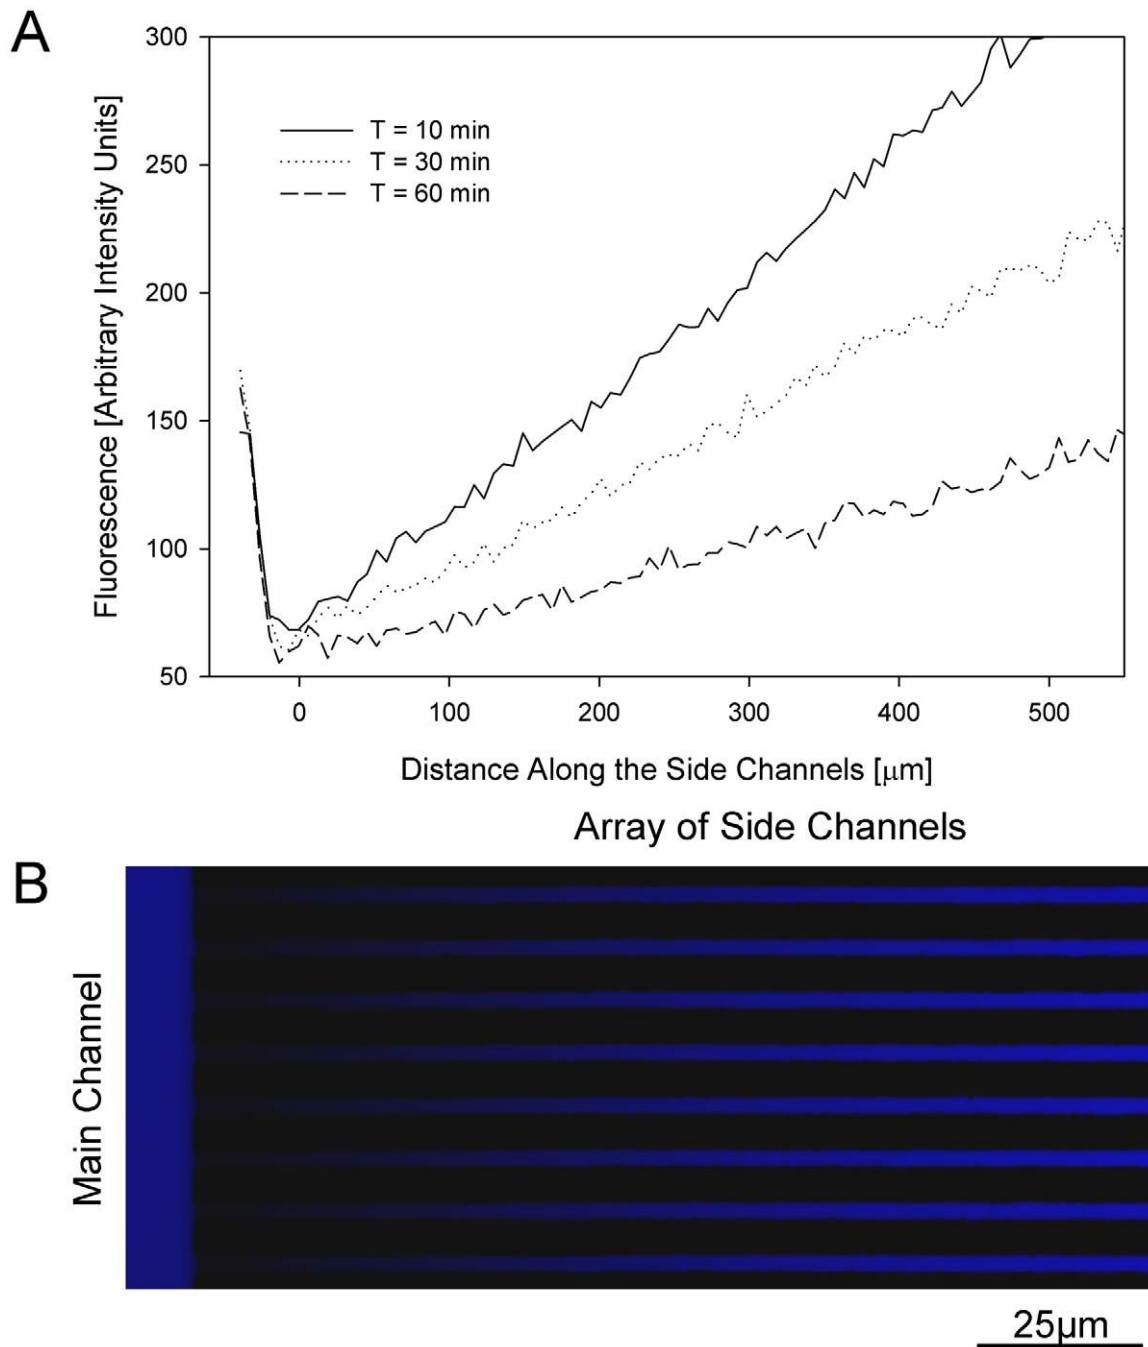 A
300
250
200
150
100
50
Fluorescence [Arbitrary Intensity Units]
T = 10 min
T = 30 min
T = 60 min
0 100 200 300 400 500
Distance Along the Side Channels [μm]
Array of Side Channels
B
Main Channel
25μm